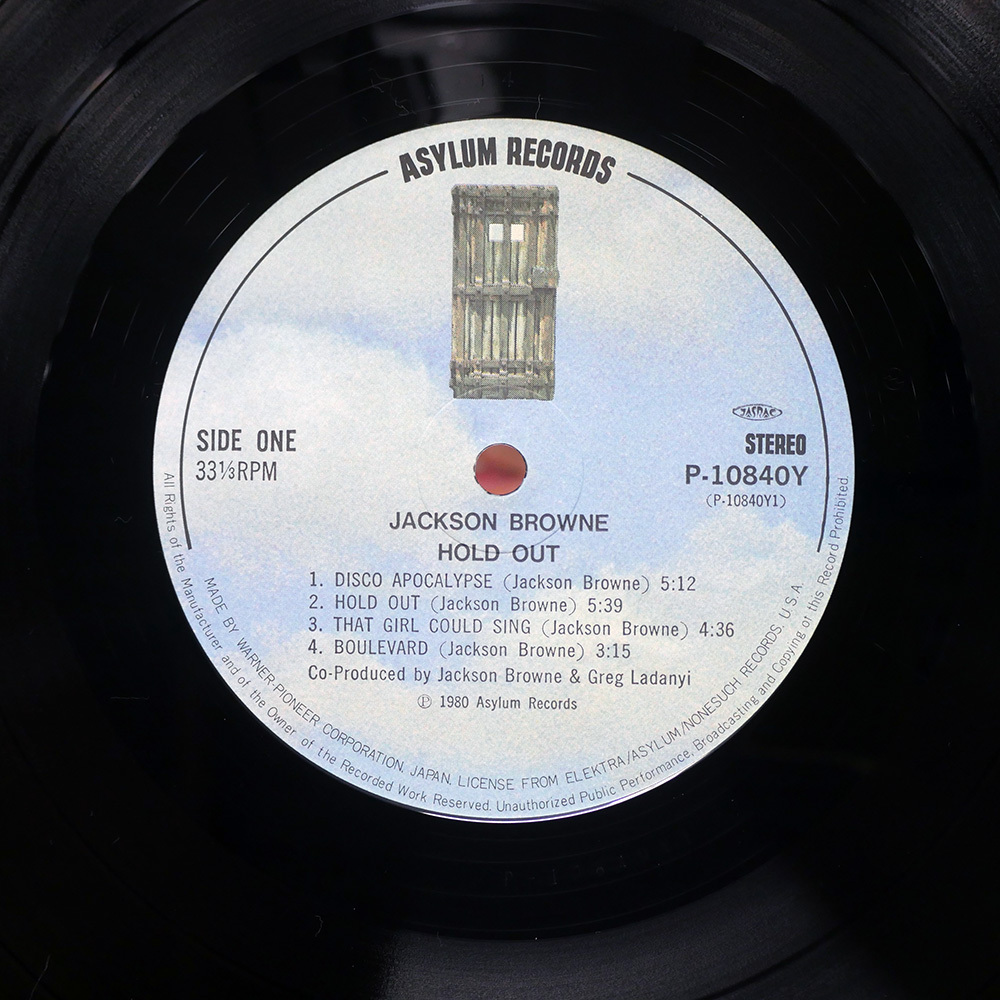 ASYLUM RECORDS
JASRAC
SIDE ONE
33⅓RPM
STEREO
P-10840Y
(P-10840Y1)
JACKSON BROWNE
HOLD OUT
1. DISCO APOCALYPSE (Jackson Browne) 5:12
2. HOLD OUT (Jackson Browne) 5:39
3. THAT GIRL COULD SING (Jackson Browne) 4:36
4. BOULEVARD (Jackson Browne) 3:15
Co-Produced by Jackson Browne & Greg Ladanyi
Ⓟ 1980 Asylum Records
MADE BY WARNER-PIONEER CORPORATION, JAPAN. LICENSE FROM ELEKTRA/ASYLUM/NONESUCH RECORDS, U.S.A.
All Rights of the Manufacturer and of the Owner of the Recorded Work Reserved. Unauthorized Public Performance, Broadcasting and Copying of this Record Prohibited.